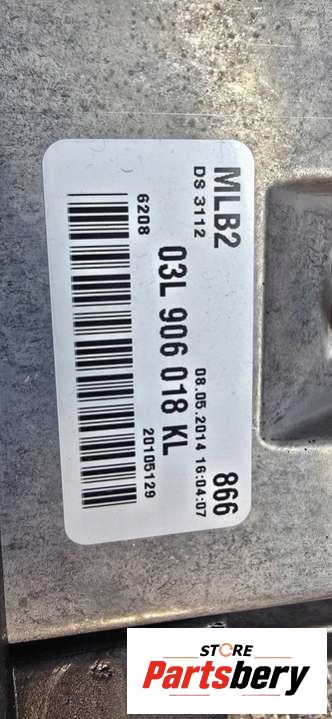 MLB2 866
DS 3112 08.05.2014 16:04:07
03L 906 018 KL
6208 20105129
STORE
Partsbery